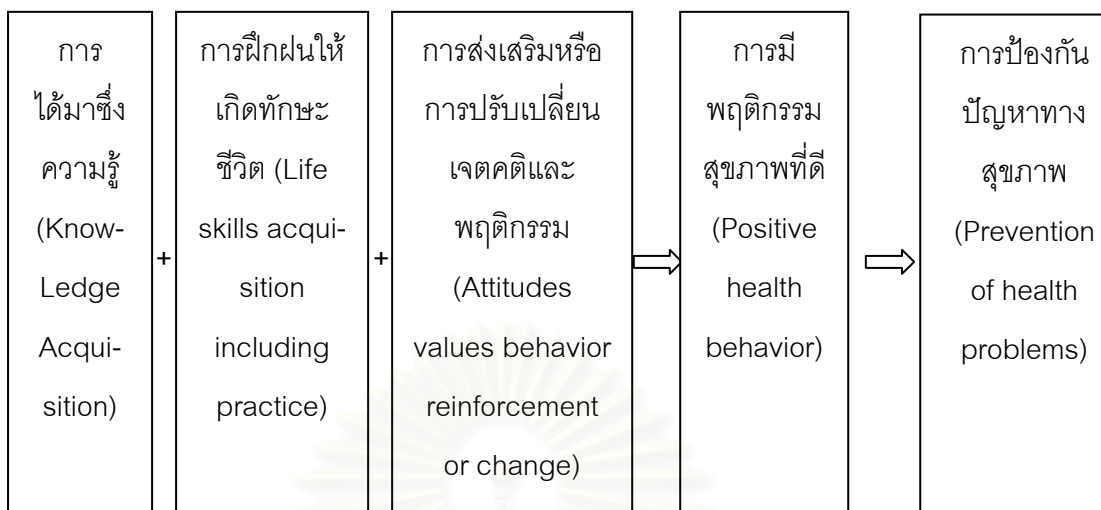 การ
ได้มาซึ่ง
ความรู้
(Know-
Ledge
Acqui-
sition)
+
การฝึกฝนให้
เกิดทักษะ
ชีวิต (Life
skills acqui-
sition
including
practice)
+
การส่งเสริมหรือ
การปรับเปลี่ยน
เจตคติและ
พฤติกรรม
(Attitudes
values behavior
reinforcement
or change)
การมี
พฤติกรรม
สุขภาพที่ดี
(Positive
health
behavior)
การป้องกัน
ปัญหาทาง
สุขภาพ
(Prevention
of health
problems)